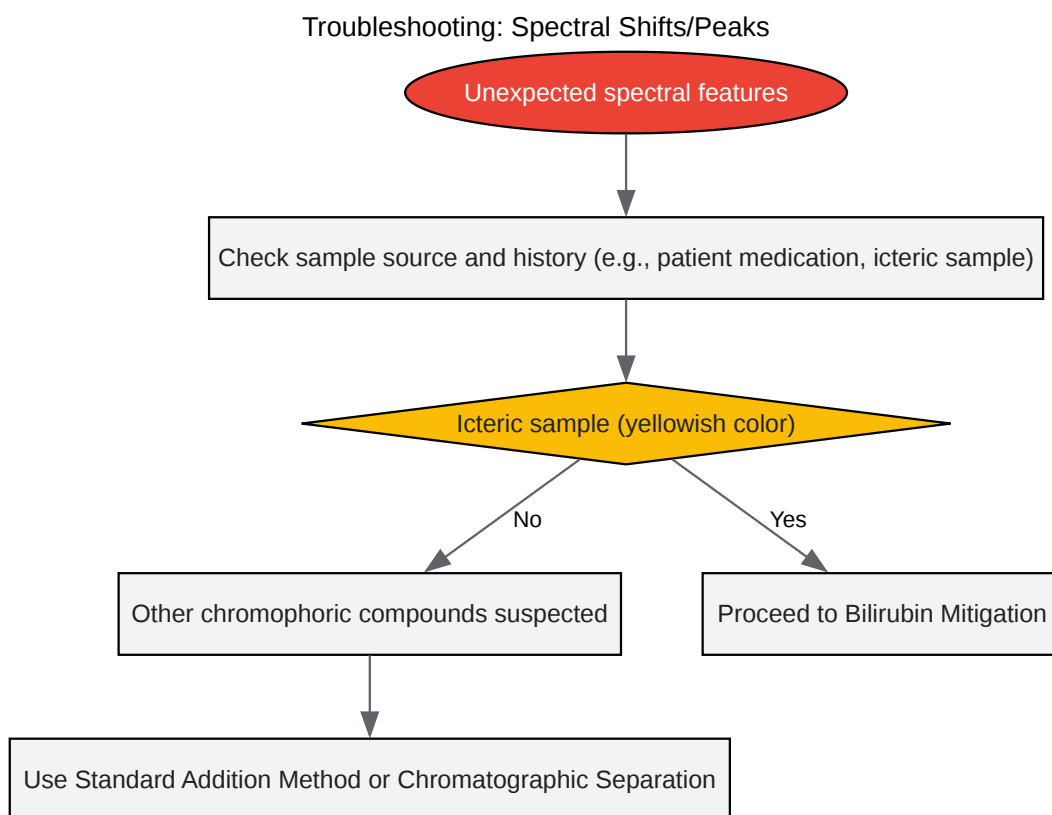 Troubleshooting: Spectral Shifts/Peaks
Unexpected spectral features
Check sample source and history (e.g., patient medication, icteric sample)
Icteric sample (yellowish color)
No
Yes
Other chromophoric compounds suspected
Proceed to Bilirubin Mitigation
Use Standard Addition Method or Chromatographic Separation